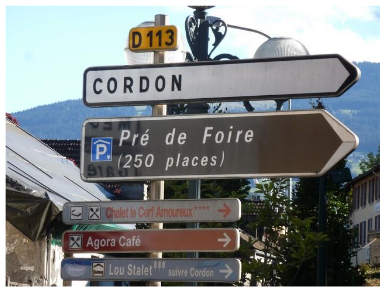 D 113
CORDON
P Pré de Foire
(250 places)
Chalet le Cerf Amoureux ****
Agora Café
Lou Stalet *** suivre Cordon